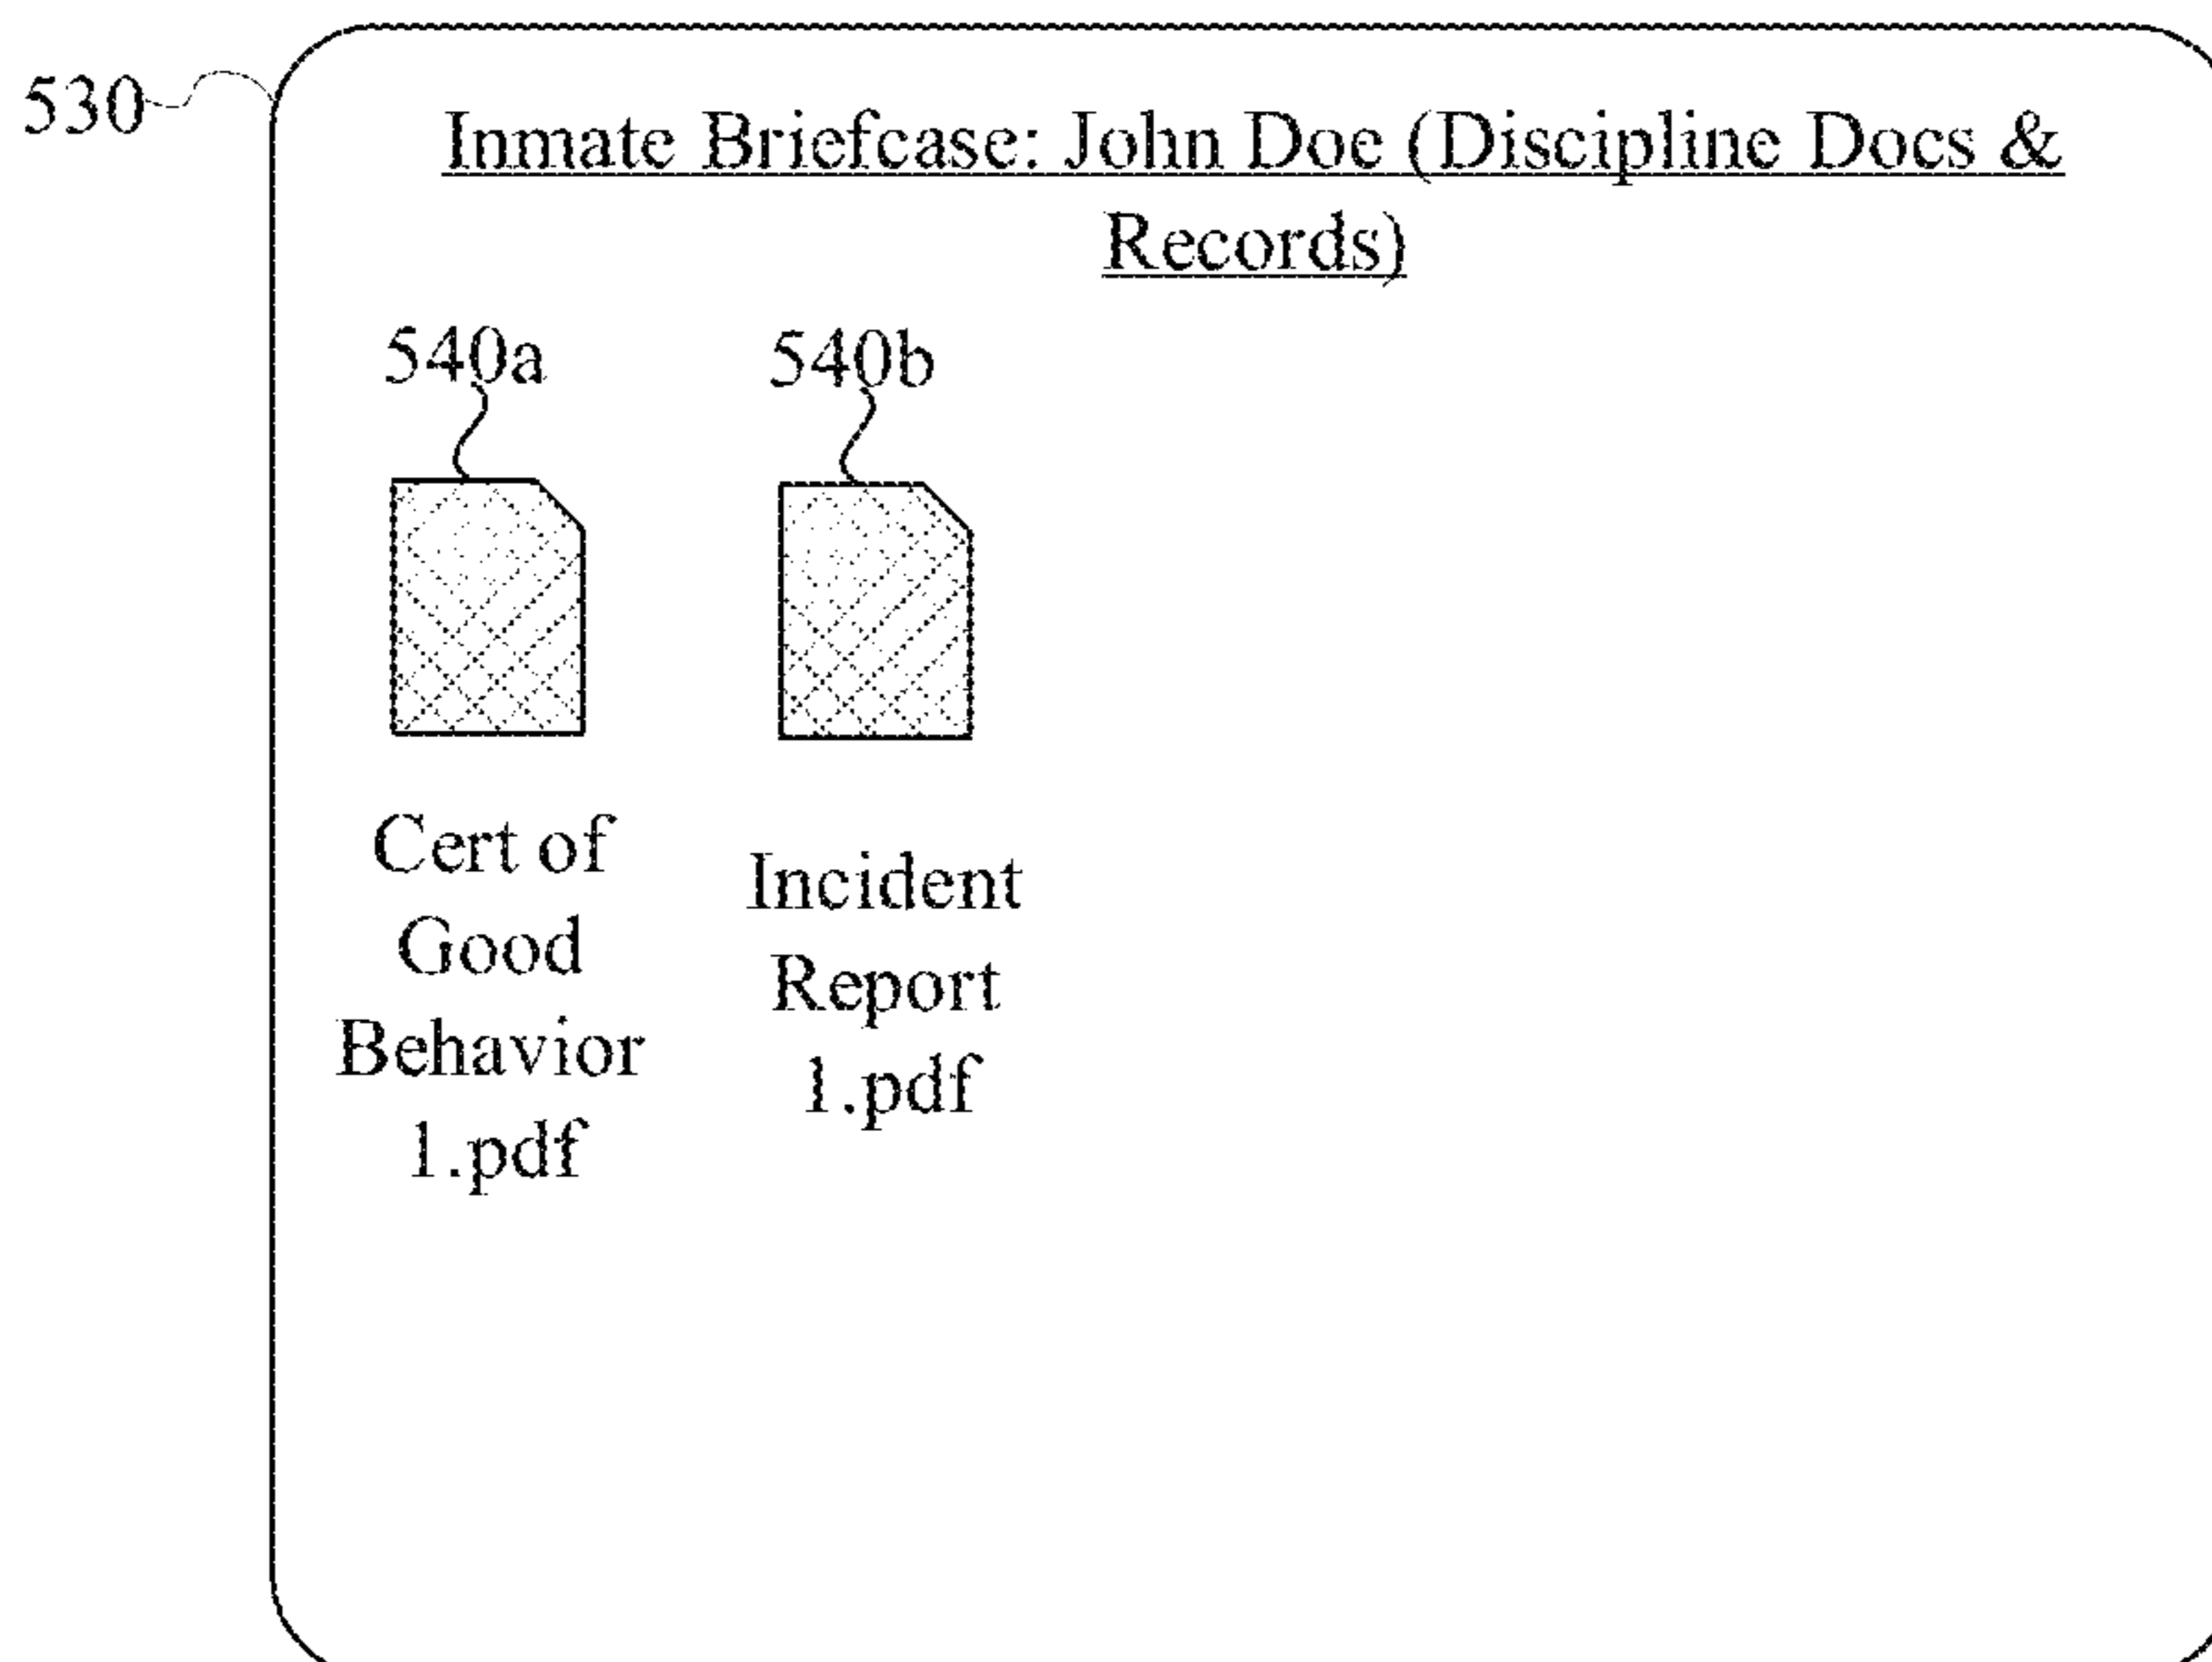 530
Inmate Briefcase: John Doe (Discipline Docs &
Records)
540a
540b
Cert of
Good
Behavior
1.pdf
Incident
Report
1.pdf